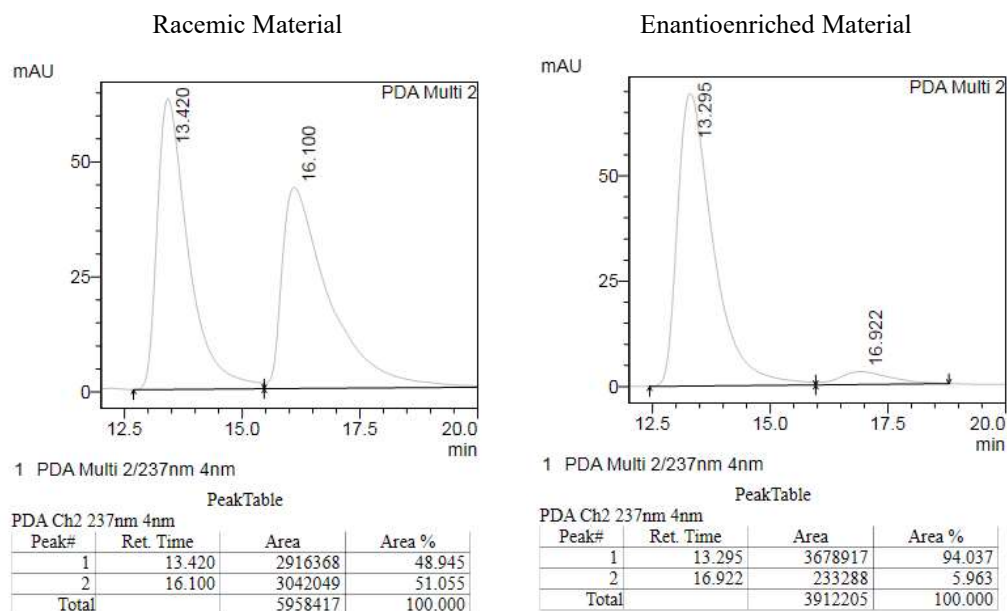 Racemic Material
mAU
PDA Multi 2
13.420
16.100
50
25
0
12.5 15.0 17.5 20.0
min
1 PDA Multi 2/237nm 4nm
PeakTable
PDA Ch2 237nm 4nm
Peak# Ret. Time Area Area %
1 13.420 2916368 48.945
2 16.100 3042049 51.055
Total 5958417 100.000
Enantioenriched Material
mAU
PDA Multi 2
13.295
16.922
50
25
0
12.5 15.0 17.5 20.0
min
1 PDA Multi 2/237nm 4nm
PeakTable
PDA Ch2 237nm 4nm
Peak# Ret. Time Area Area %
1 13.295 3678917 94.037
2 16.922 233288 5.963
Total 3912205 100.000